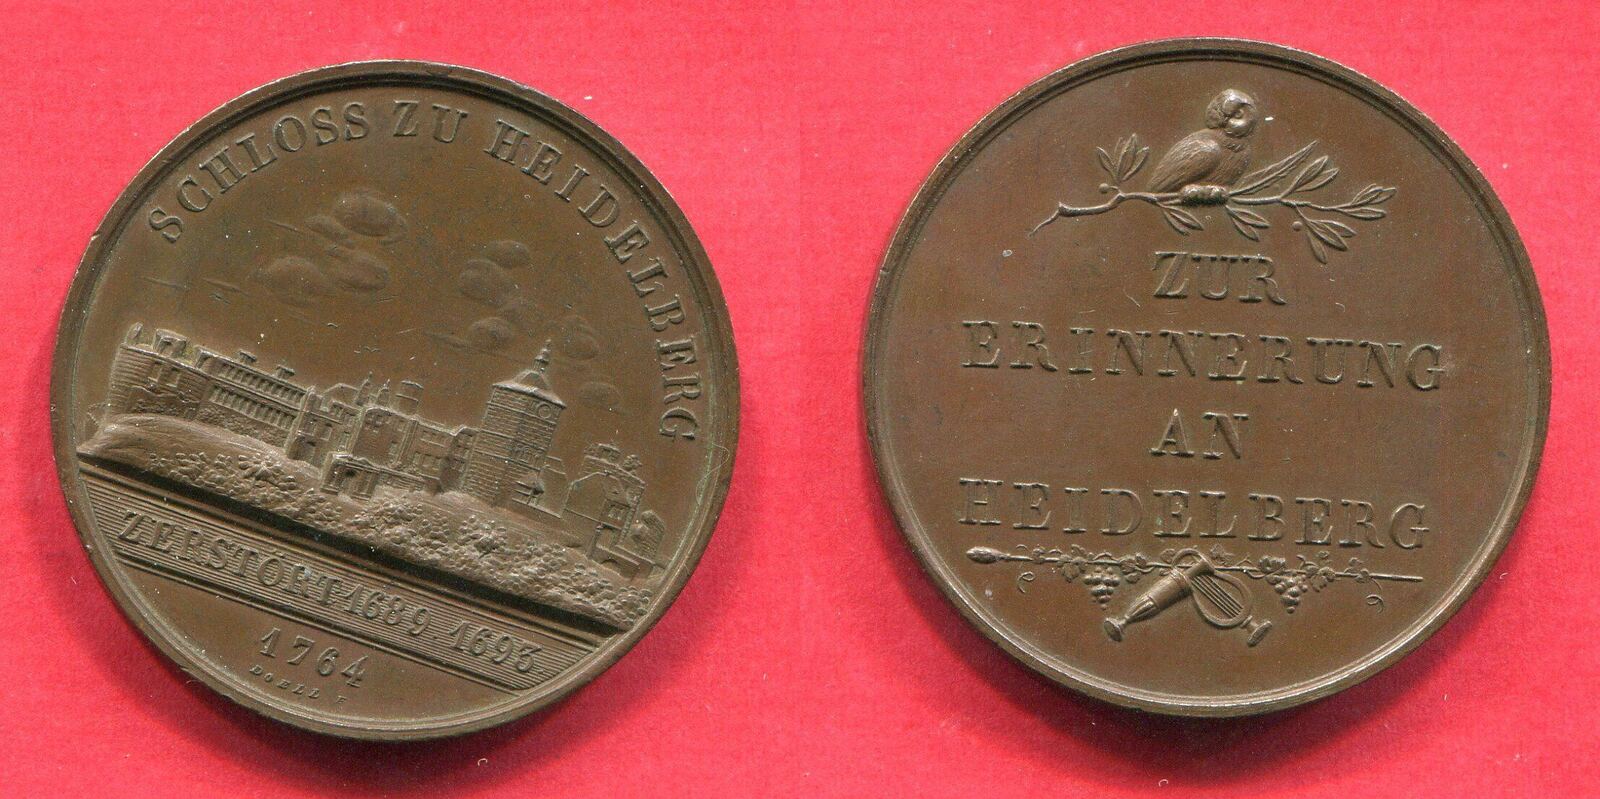 SCHLOSS ZU HEIDELBERG
ZERSTÖRT 1689. 1693.
1764
DOELL F
ZUR
ERINNERUNG
AN
HEIDELBERG